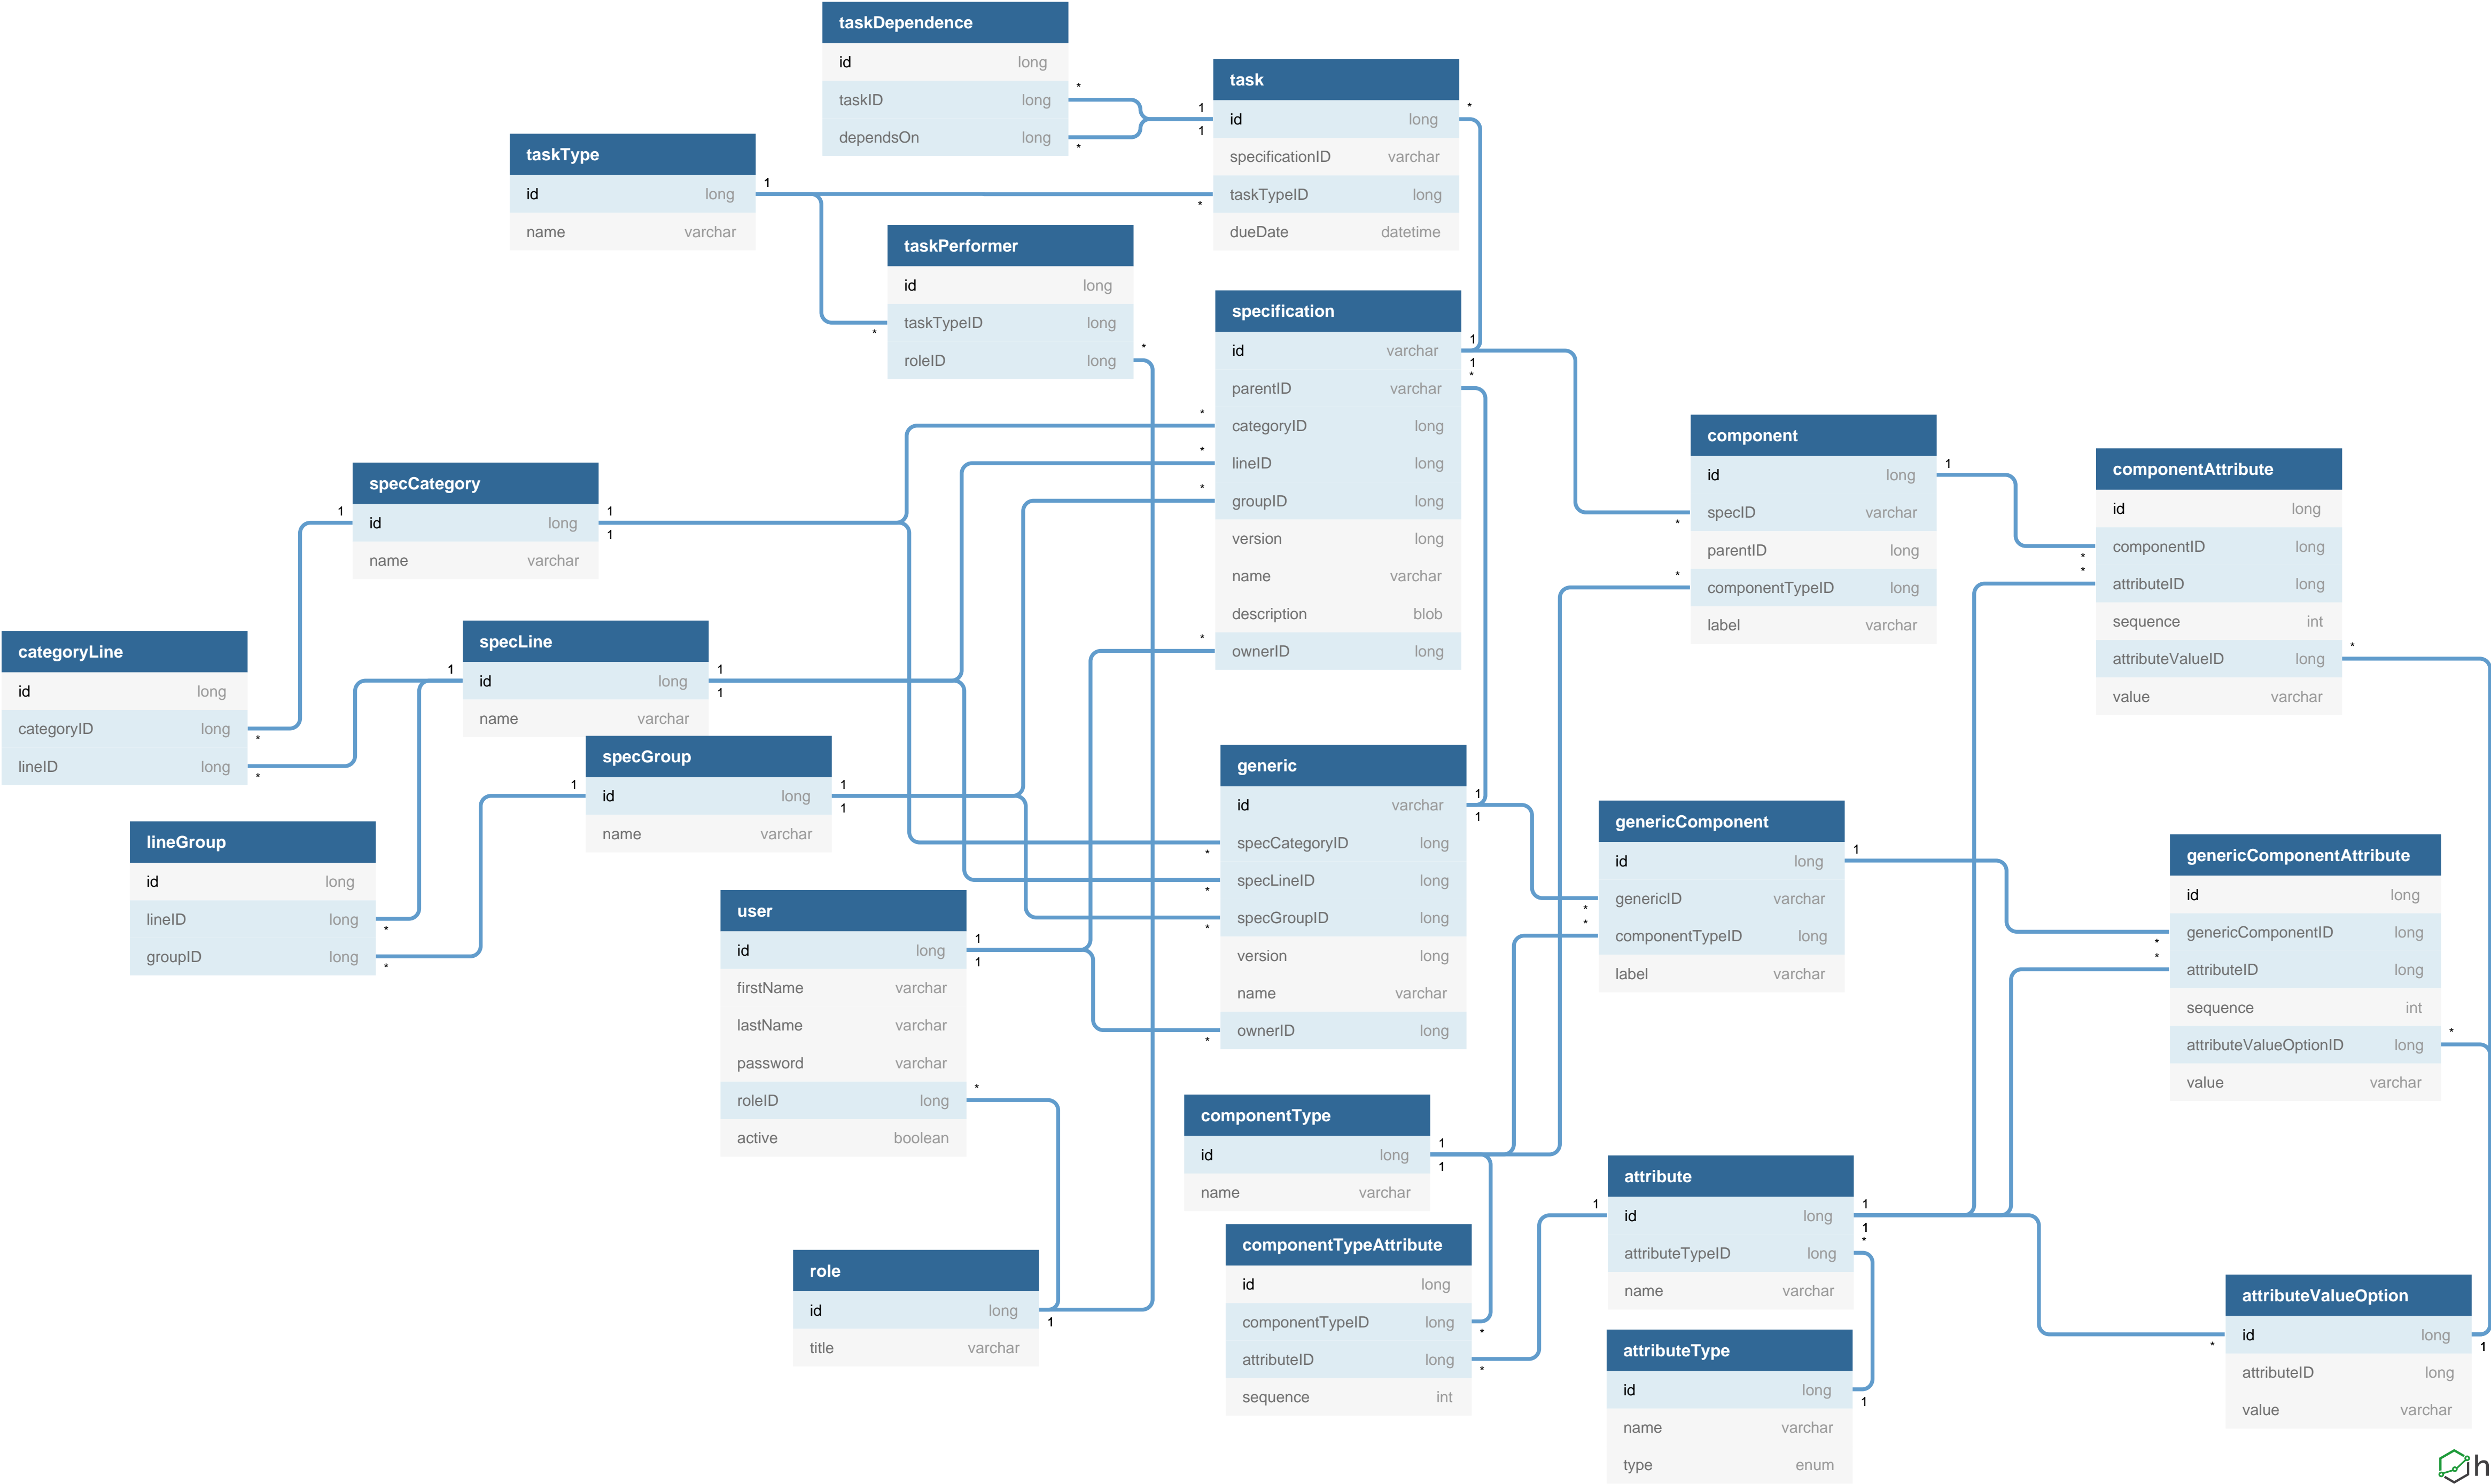 taskDependence
id long
taskID long
dependsOn long
task
id long
specificationID varchar
taskTypeID long
dueDate datetime
taskType
id long
name varchar
taskPerformer
id long
taskTypeID long
roleID long
specification
id varchar
parentID varchar
categoryID long
lineID long
groupID long
version long
name varchar
description blob
ownerID long
component
id long
specID varchar
parentID long
componentTypeID long
label varchar
componentAttribute
id long
componentID long
attributeID long
sequence int
attributeValueID long
value varchar
specCategory
id long
name varchar
categoryLine
id long
categoryID long
lineID long
specLine
id long
name varchar
specGroup
id long
name varchar
lineGroup
id long
lineID long
groupID long
generic
id varchar
specCategoryID long
specLineID long
specGroupID long
version long
name varchar
ownerID long
genericComponent
id long
genericID varchar
componentTypeID long
label varchar
genericComponentAttribute
id long
genericComponentID long
attributeID long
sequence int
attributeValueOptionID long
value varchar
user
id long
firstName varchar
lastName varchar
password varchar
roleID long
active boolean
componentType
id long
name varchar
componentTypeAttribute
id long
componentTypeID long
attributeID long
sequence int
attribute
id long
attributeTypeID long
name varchar
role
id long
title varchar
attributeType
id long
name varchar
type enum
attributeValueOption
id long
attributeID long
value varchar